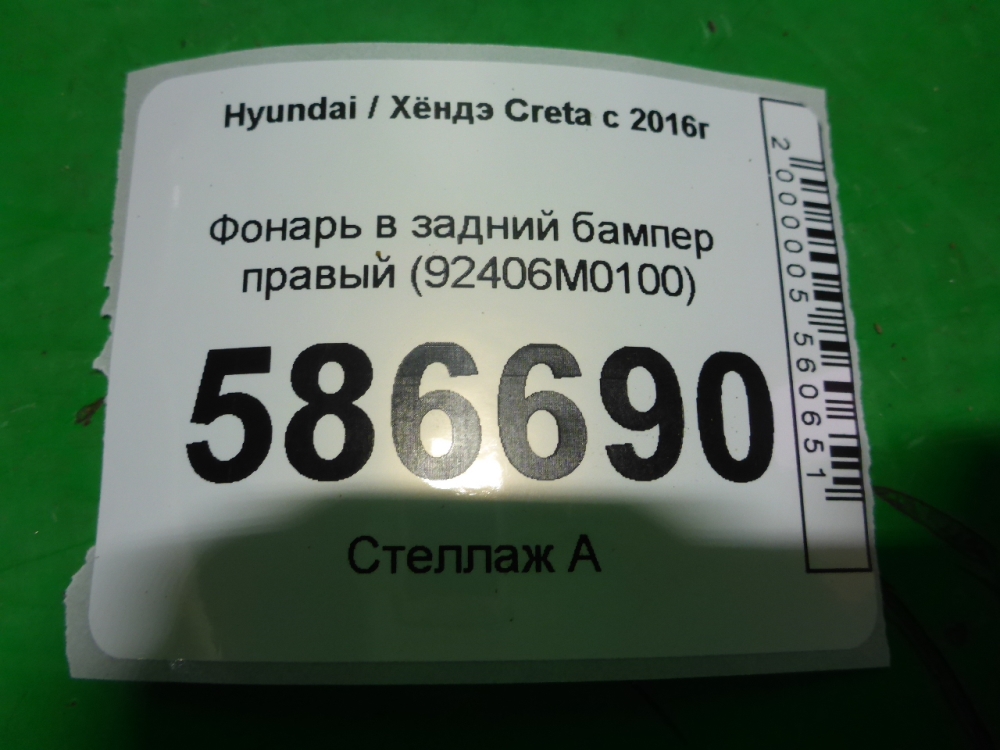 Hyundai / Хёндэ Creta с 2016г
Фонарь в задний бампер
правый (92406M0100)
586690
Стеллаж А
2000005560651